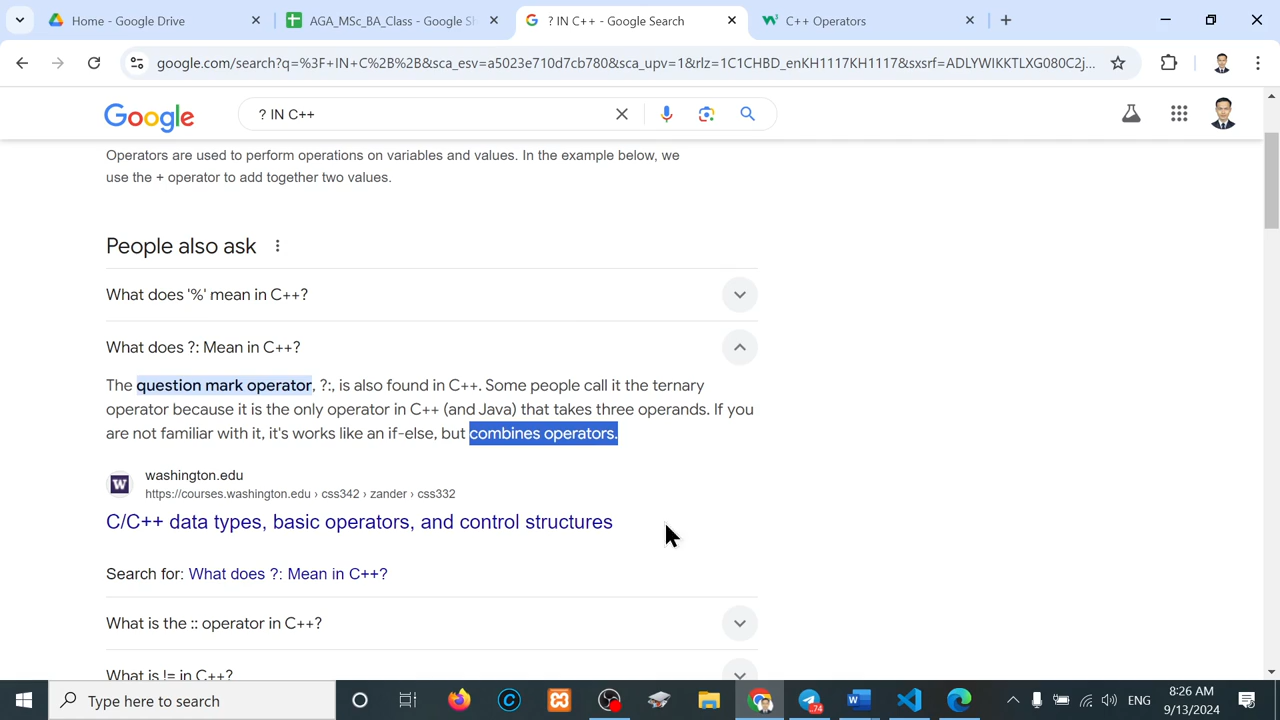 Home - Google Drive
AGA_MSc_BA_Class - Google Sh
? IN C++ - Google Search
C++ Operators
google.com/search?q=%3F+IN+C%2B%2B&sca_esv=a5023e710d7cb780&sca_upv=1&rlz=1C1CHBD_enKH1117KH1117&sxsrf=ADLYWIKKTLXG080C2j...
Google
? IN C++
Operators are used to perform operations on variables and values. In the example below, we
use the + operator to add together two values.
People also ask
What does '%' mean in C++?
What does ?: Mean in C++?
The question mark operator, ?:, is also found in C++. Some people call it the ternary
operator because it is the only operator in C++ (and Java) that takes three operands. If you
are not familiar with it, it's works like an if-else, but combines operators.
washington.edu
https://courses.washington.edu › css342 › zander › css332
C/C++ data types, basic operators, and control structures
Search for: What does ?: Mean in C++?
What is the :: operator in C++?
What is != in C++?
Type here to search
.74
ENG
8:26 AM
9/13/2024